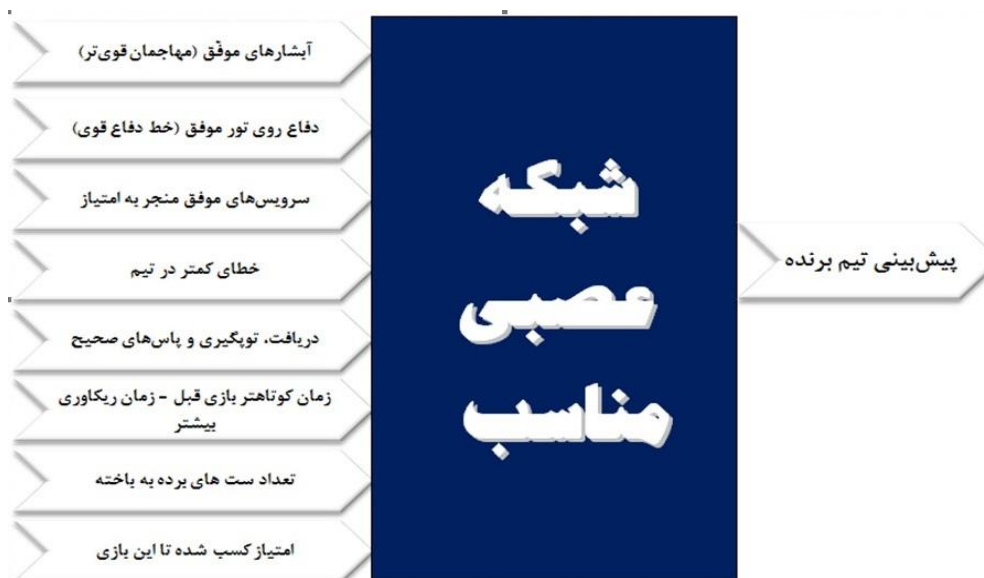 آبشارهای موفّق (مهاجمان قوی‌تر)
دفاع روی تور موفق (خط دفاع قوی)
سرویس‌های موفق منجر به امتیاز
خطای کمتر در تیم
دریافت، توپگیری و پاس‌های صحیح
زمان کوتاهتر بازی قبل - زمان ریکاوری
بیشتر
تعداد ست های برده به باخته
امتیاز کسب شده تا این بازی
شبکه
عصبی
مناسب
پیش‌بینی تیم برنده